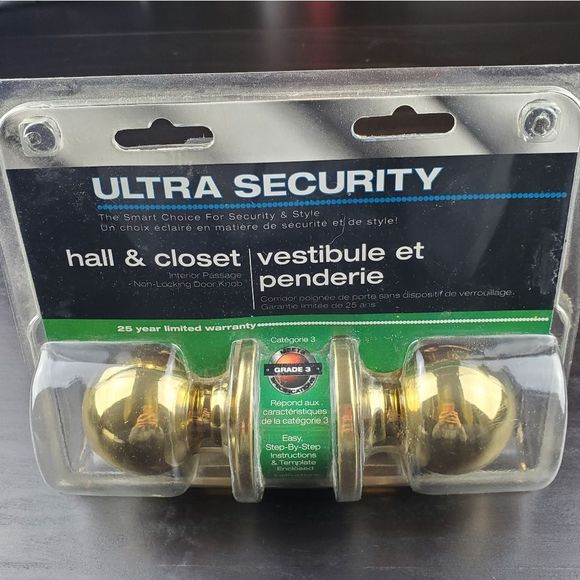 ULTRA SECURITY
The Smart Choice For Security & Style
Un choix éclairé en matière de sécurité et de style!
hall & closet
Interior Passage
-Non-Locking Door Knob
vestibule et
penderie
Corridor poignée de porte sans dispositif de verrouillage.
Garantie limitée de 25 ans
25 year limited warranty
Catégorie 3
GRADE 3
Répond aux
caractéristiques
de la catégorie 3
Easy,
Step-By-Step
Instructions
& Template
Enclosed